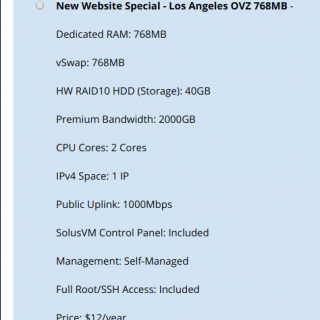 New Website Special - Los Angeles OVZ 768MB -
Dedicated RAM: 768MB
vSwap: 768MB
HW RAID10 HDD (Storage): 40GB
Premium Bandwidth: 2000GB
CPU Cores: 2 Cores
IPv4 Space: 1 IP
Public Uplink: 1000Mbps
SolusVM Control Panel: Included
Management: Self-Managed
Full Root/SSH Access: Included
Price: $12/year